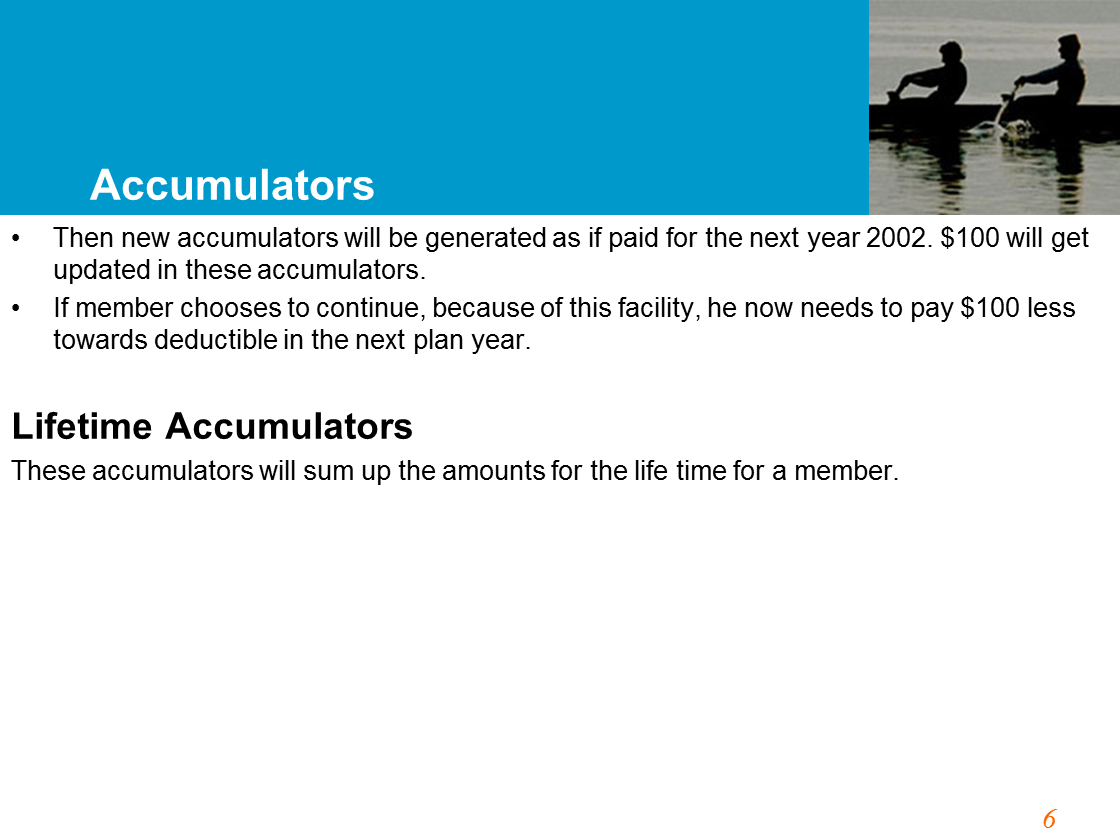 Accumulators
• Then new accumulators will be generated as if paid for the next year 2002. $100 will get
updated in these accumulators.
• If member chooses to continue, because of this facility, he now needs to pay $100 less
towards deductible in the next plan year.
Lifetime Accumulators
These accumulators will sum up the amounts for the life time for a member.
6